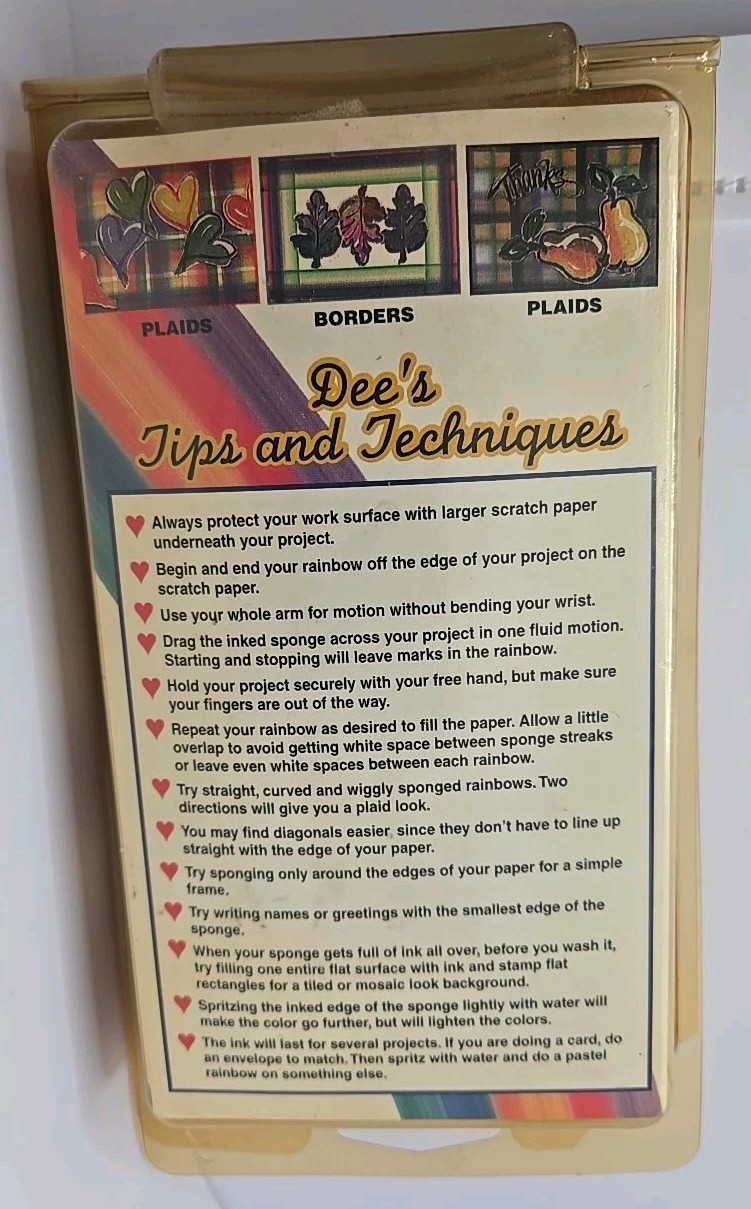 Thanks
PLAIDS
BORDERS
PLAIDS
Dee's
Tips and Techniques
Always protect your work surface with larger scratch paper
underneath your project.
Begin and end your rainbow off the edge of your project on the
scratch paper.
Use your whole arm for motion without bending your wrist.
Drag the inked sponge across your project in one fluid motion.
Starting and stopping will leave marks in the rainbow.
Hold your project securely with your free hand, but make sure
your fingers are out of the way.
Repeat your rainbow as desired to fill the paper. Allow a little
overlap to avoid getting white space between sponge streaks
or leave even white spaces between each rainbow.
Try straight, curved and wiggly sponged rainbows. Two
directions will give you a plaid look.
You may find diagonals easier, since they don't have to line up
straight with the edge of your paper.
Try sponging only around the edges of your paper for a simple
frame.
Try writing names or greetings with the smallest edge of the
sponge.
When your sponge gets full of ink all over, before you wash it,
try filling one entire flat surface with ink and stamp flat
rectangles for a tiled or mosaic look background.
Spritzing the inked edge of the sponge lightly with water will
make the color go further, but will lighten the colors.
The ink will last for several projects. If you are doing a card, do
an envelope to match. Then spritz with water and do a pastel
rainbow on something else.